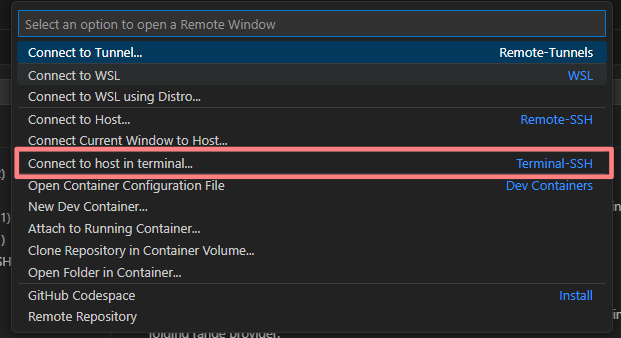 Select an option to open a Remote Window
Connect to Tunnel... Remote-Tunnels
Connect to WSL WSL
Connect to WSL using Distro...
Connect to Host... Remote-SSH
Connect Current Window to Host...
Connect to host in terminal... Terminal-SSH
Open Container Configuration File Dev Containers
New Dev Container...
Attach to Running Container...
Clone Repository in Container Volume...
Open Folder in Container...
GitHub Codespace Install
Remote Repository
folding range provider.